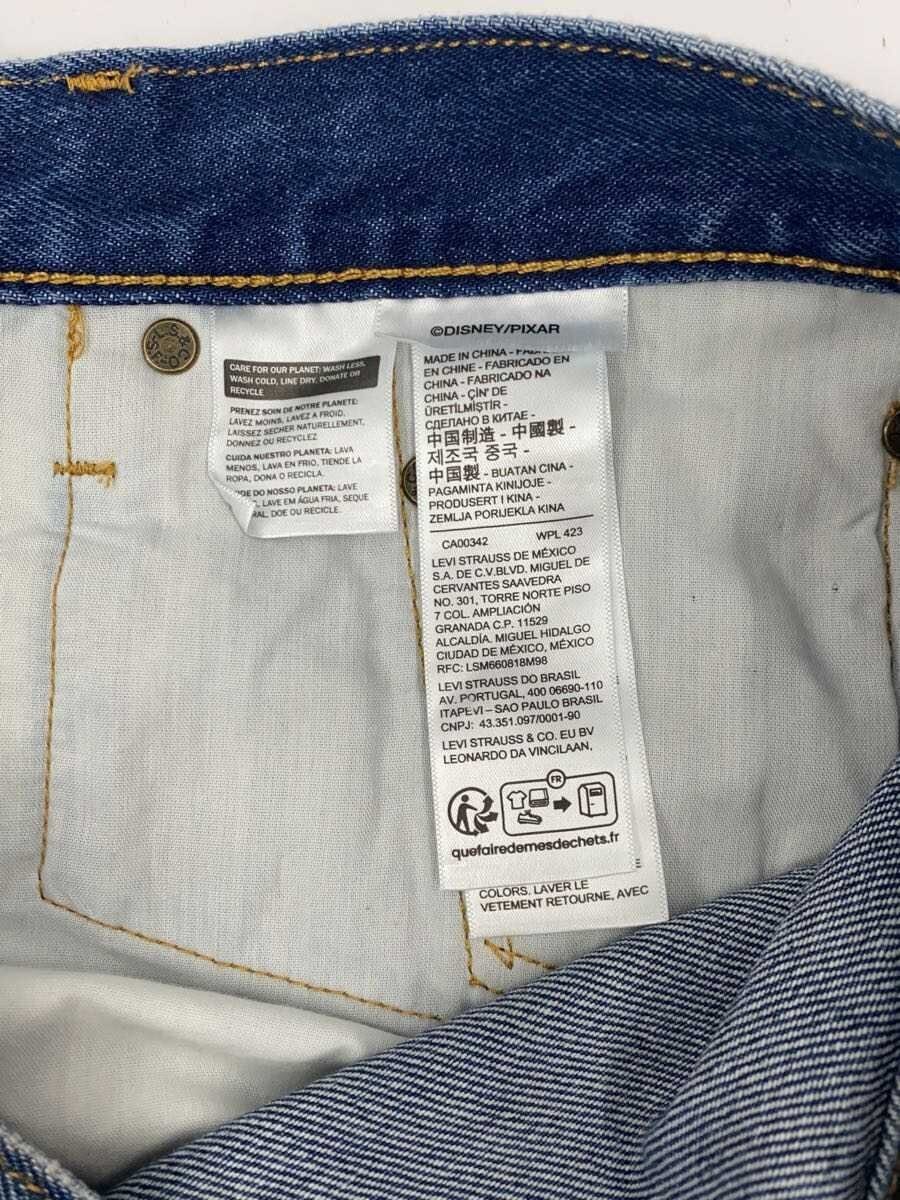 L.S.&CO-S.F.
CARE FOR OUR PLANET: WASH LESS,
WASH COLD, LINE DRY, DONATE OR
RECYCLE
PRENEZ SOIN DE NOTRE PLANETE:
LAVEZ MOINS, LAVEZ A FROID,
LAISSEZ SECHER NATURELLEMENT,
DONNEZ OU RECYCLEZ
CUIDA NUESTRO PLANETA: LAVA
MENOS, LAVA EN FRIO, TIENDE LA
ROPA, DONA O RECICLA.
DE DO NOSSO PLANETA: LAVE
, LAVE EM ÁGUA FRIA, SEQUE
DOE OU RECICLE.
©DISNEY/PIXAR
MADE IN CHINA -
EN CHINE - FABRICADO EN
CHINA - FABRICADO NA
CHINA - ÇİN' DE
ÜRETİLMİŞTİR -
СДЕЛАНО В КИТАЕ -
中国制造 - 中國製 -
제조국 중국 -
中国製 - BUATAN CINA -
PAGAMINTA KINIJOJE -
PRODUSERT I KINA -
ZEMLJA PORIJEKLA KINA
CA00342 WPL 423
LEVI STRAUSS DE MÉXICO
S.A. DE C.V.BLVD. MIGUEL DE
CERVANTES SAAVEDRA
NO. 301, TORRE NORTE PISO
7 COL. AMPLIACIÓN
GRANADA C.P. 11529
ALCALDÍA. MIGUEL HIDALGO
CIUDAD DE MÉXICO, MÉXICO
RFC: LSM660818M98
LEVI STRAUSS DO BRASIL
AV. PORTUGAL, 400 06690-110
ITAPEVI – SAO PAULO BRASIL
CNPJ: 43.351.097/0001-90
LEVI STRAUSS & CO. EU BV
LEONARDO DA VINCILAAN,
FR
quefairedemesdechets.fr
COLORS. LAVER LE
VETEMENT RETOURNE, AVEC